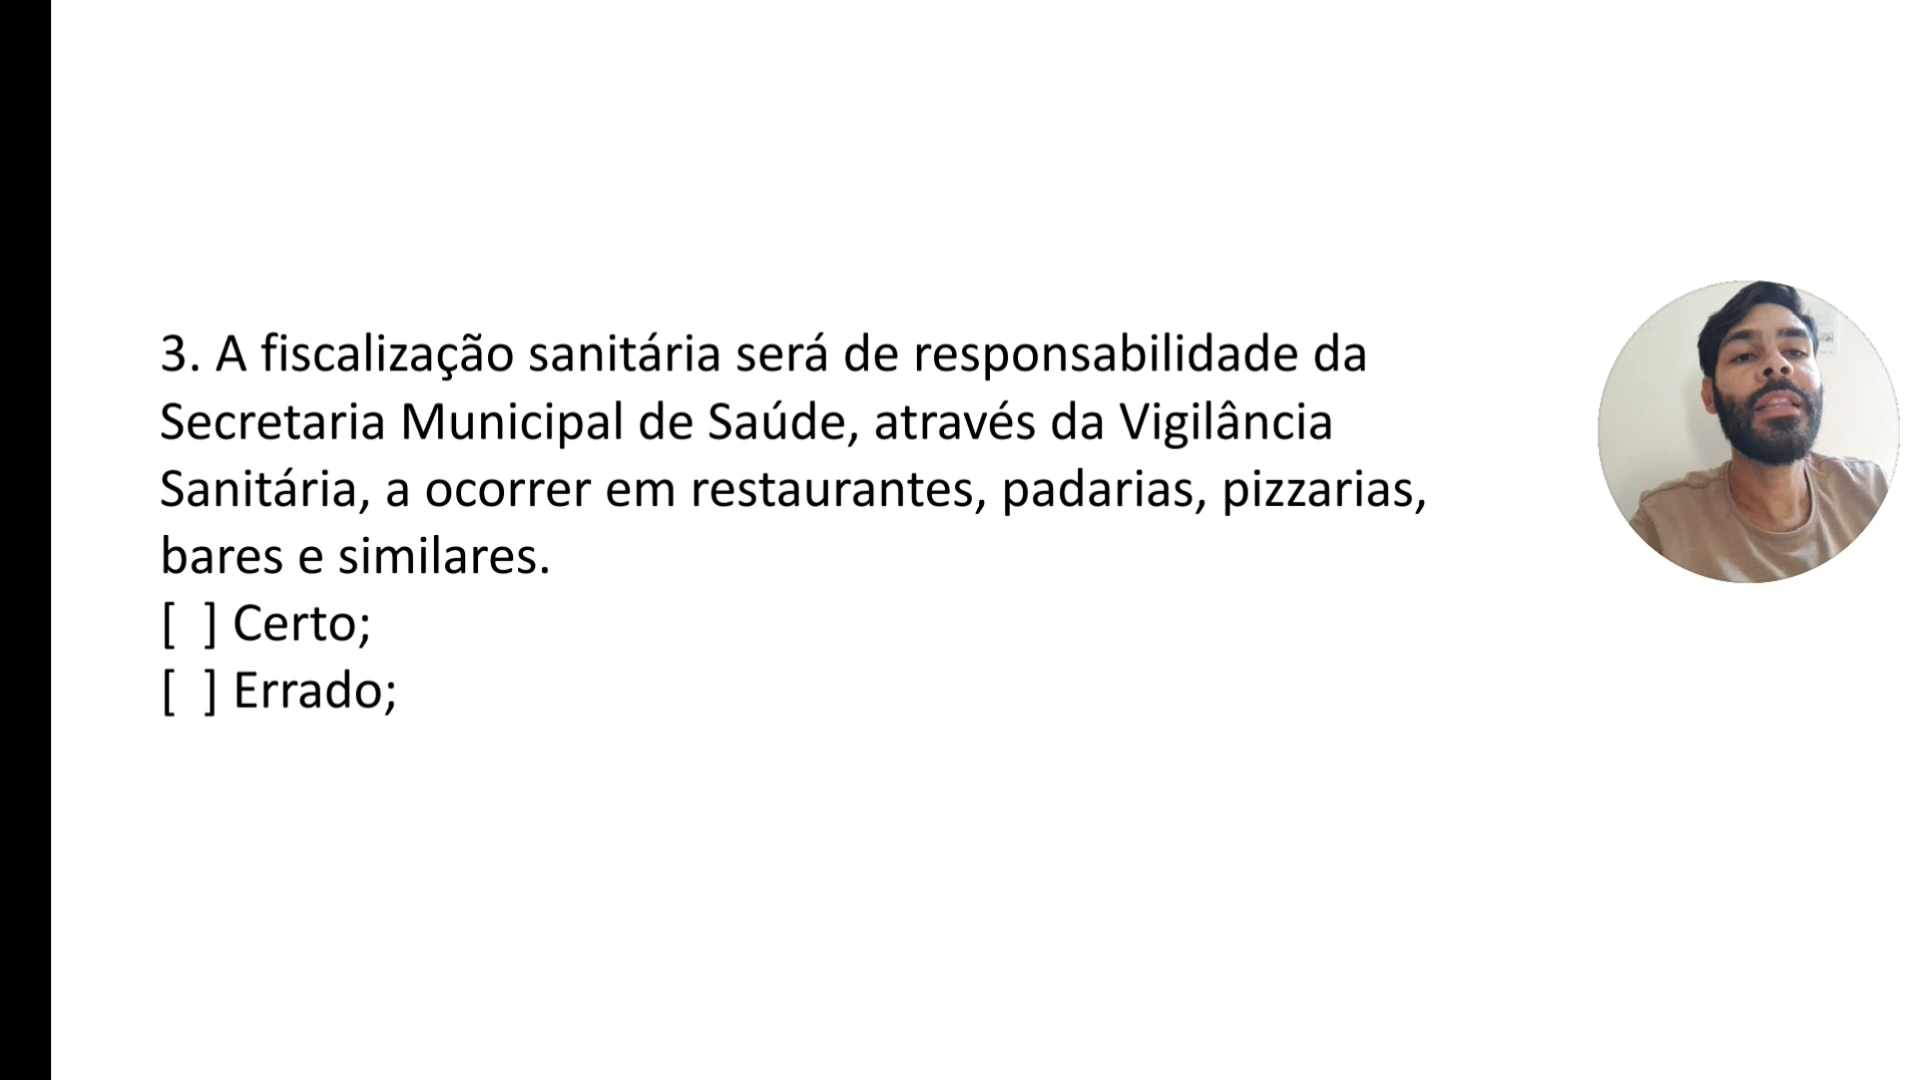 3. A fiscalização sanitária será de responsabilidade da
Secretaria Municipal de Saúde, através da Vigilância
Sanitária, a ocorrer em restaurantes, padarias, pizzarias,
bares e similares.
[  ] Certo;
[  ] Errado;